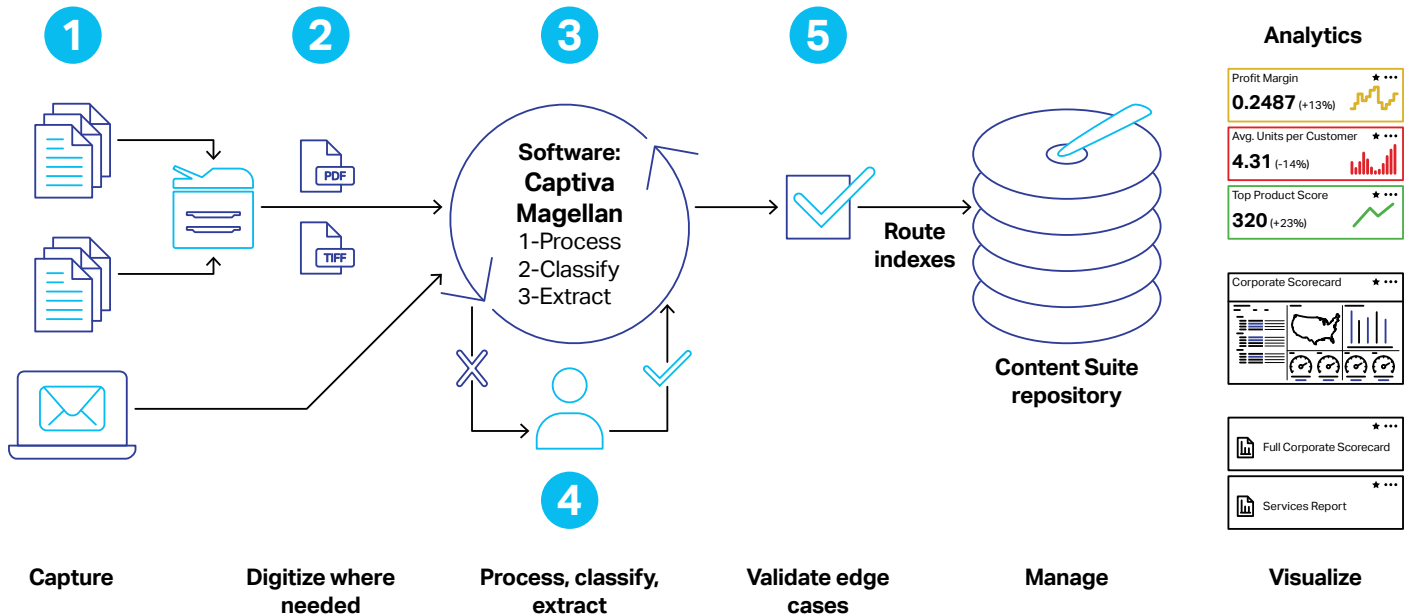 1
2
3
5
Analytics
Profit Margin
0.2487 (+13%)
Avg. Units per Customer
4.31 (-14%)
Top Product Score
320 (+23%)
PDF
TIFF
Software:
Captiva
Magellan
1-Process
2-Classify
3-Extract
Route
indexes
Content Suite
repository
Corporate Scorecard
Full Corporate Scorecard
Services Report
4
Capture
Digitize where
needed
Process, classify,
extract
Validate edge
cases
Manage
Visualize